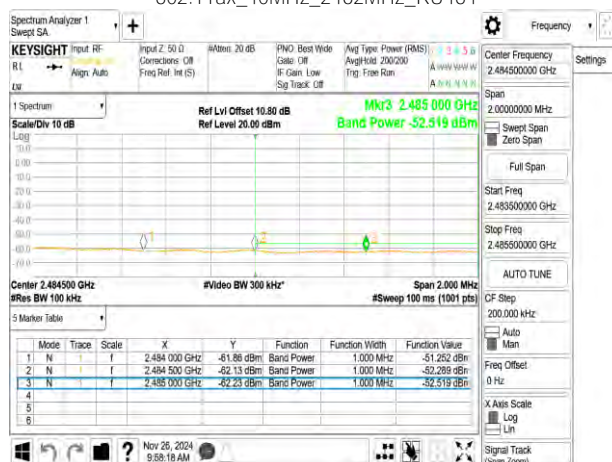 Spectrum Analyzer 1
Swept SA
Frequency
KEYSIGHT Input: RF
Align: Auto
Input Z: 50 Ω
Corrections: Off
Freq Ref: Int (S)
#Atten: 20 dB
PNO: Best Wide
Gate: Off
IF Gain: Low
Sig Track: Off
Avg Type: Power (RMS)
Avg|Hold: 200/200
Trig: Free Run
Center Frequency
2.484500000 GHz
Settings
Span
2.00000000 MHz
Swept Span
Zero Span
Full Span
Start Freq
2.483500000 GHz
Stop Freq
2.485500000 GHz
AUTO TUNE
CF Step
200.000 kHz
Auto
Man
Freq Offset
0 Hz
X Axis Scale
Log
Lin
Signal Track
1 Spectrum
Scale/Div 10 dB
Log
Ref Lvl Offset 10.80 dB
Ref Level 20.00 dBm
Mkr3 2.485 000 GHz
Band Power -52.519 dBm
Center 2.484500 GHz
#Res BW 100 kHz
#Video BW 300 kHz*
Span 2.000 MHz
#Sweep 100 ms (1001 pts)
5 Marker Table
Mode Trace Scale X Y Function Function Width Function Value
1 N 1 f 2.484 000 GHz -61.86 dBm Band Power 1.000 MHz -51.252 dBm
2 N 1 f 2.484 500 GHz -62.13 dBm Band Power 1.000 MHz -52.289 dBm
3 N 1 f 2.485 000 GHz -62.23 dBm Band Power 1.000 MHz -52.519 dBm
4
5
6
Nov 26, 2024
9:58:18 AM